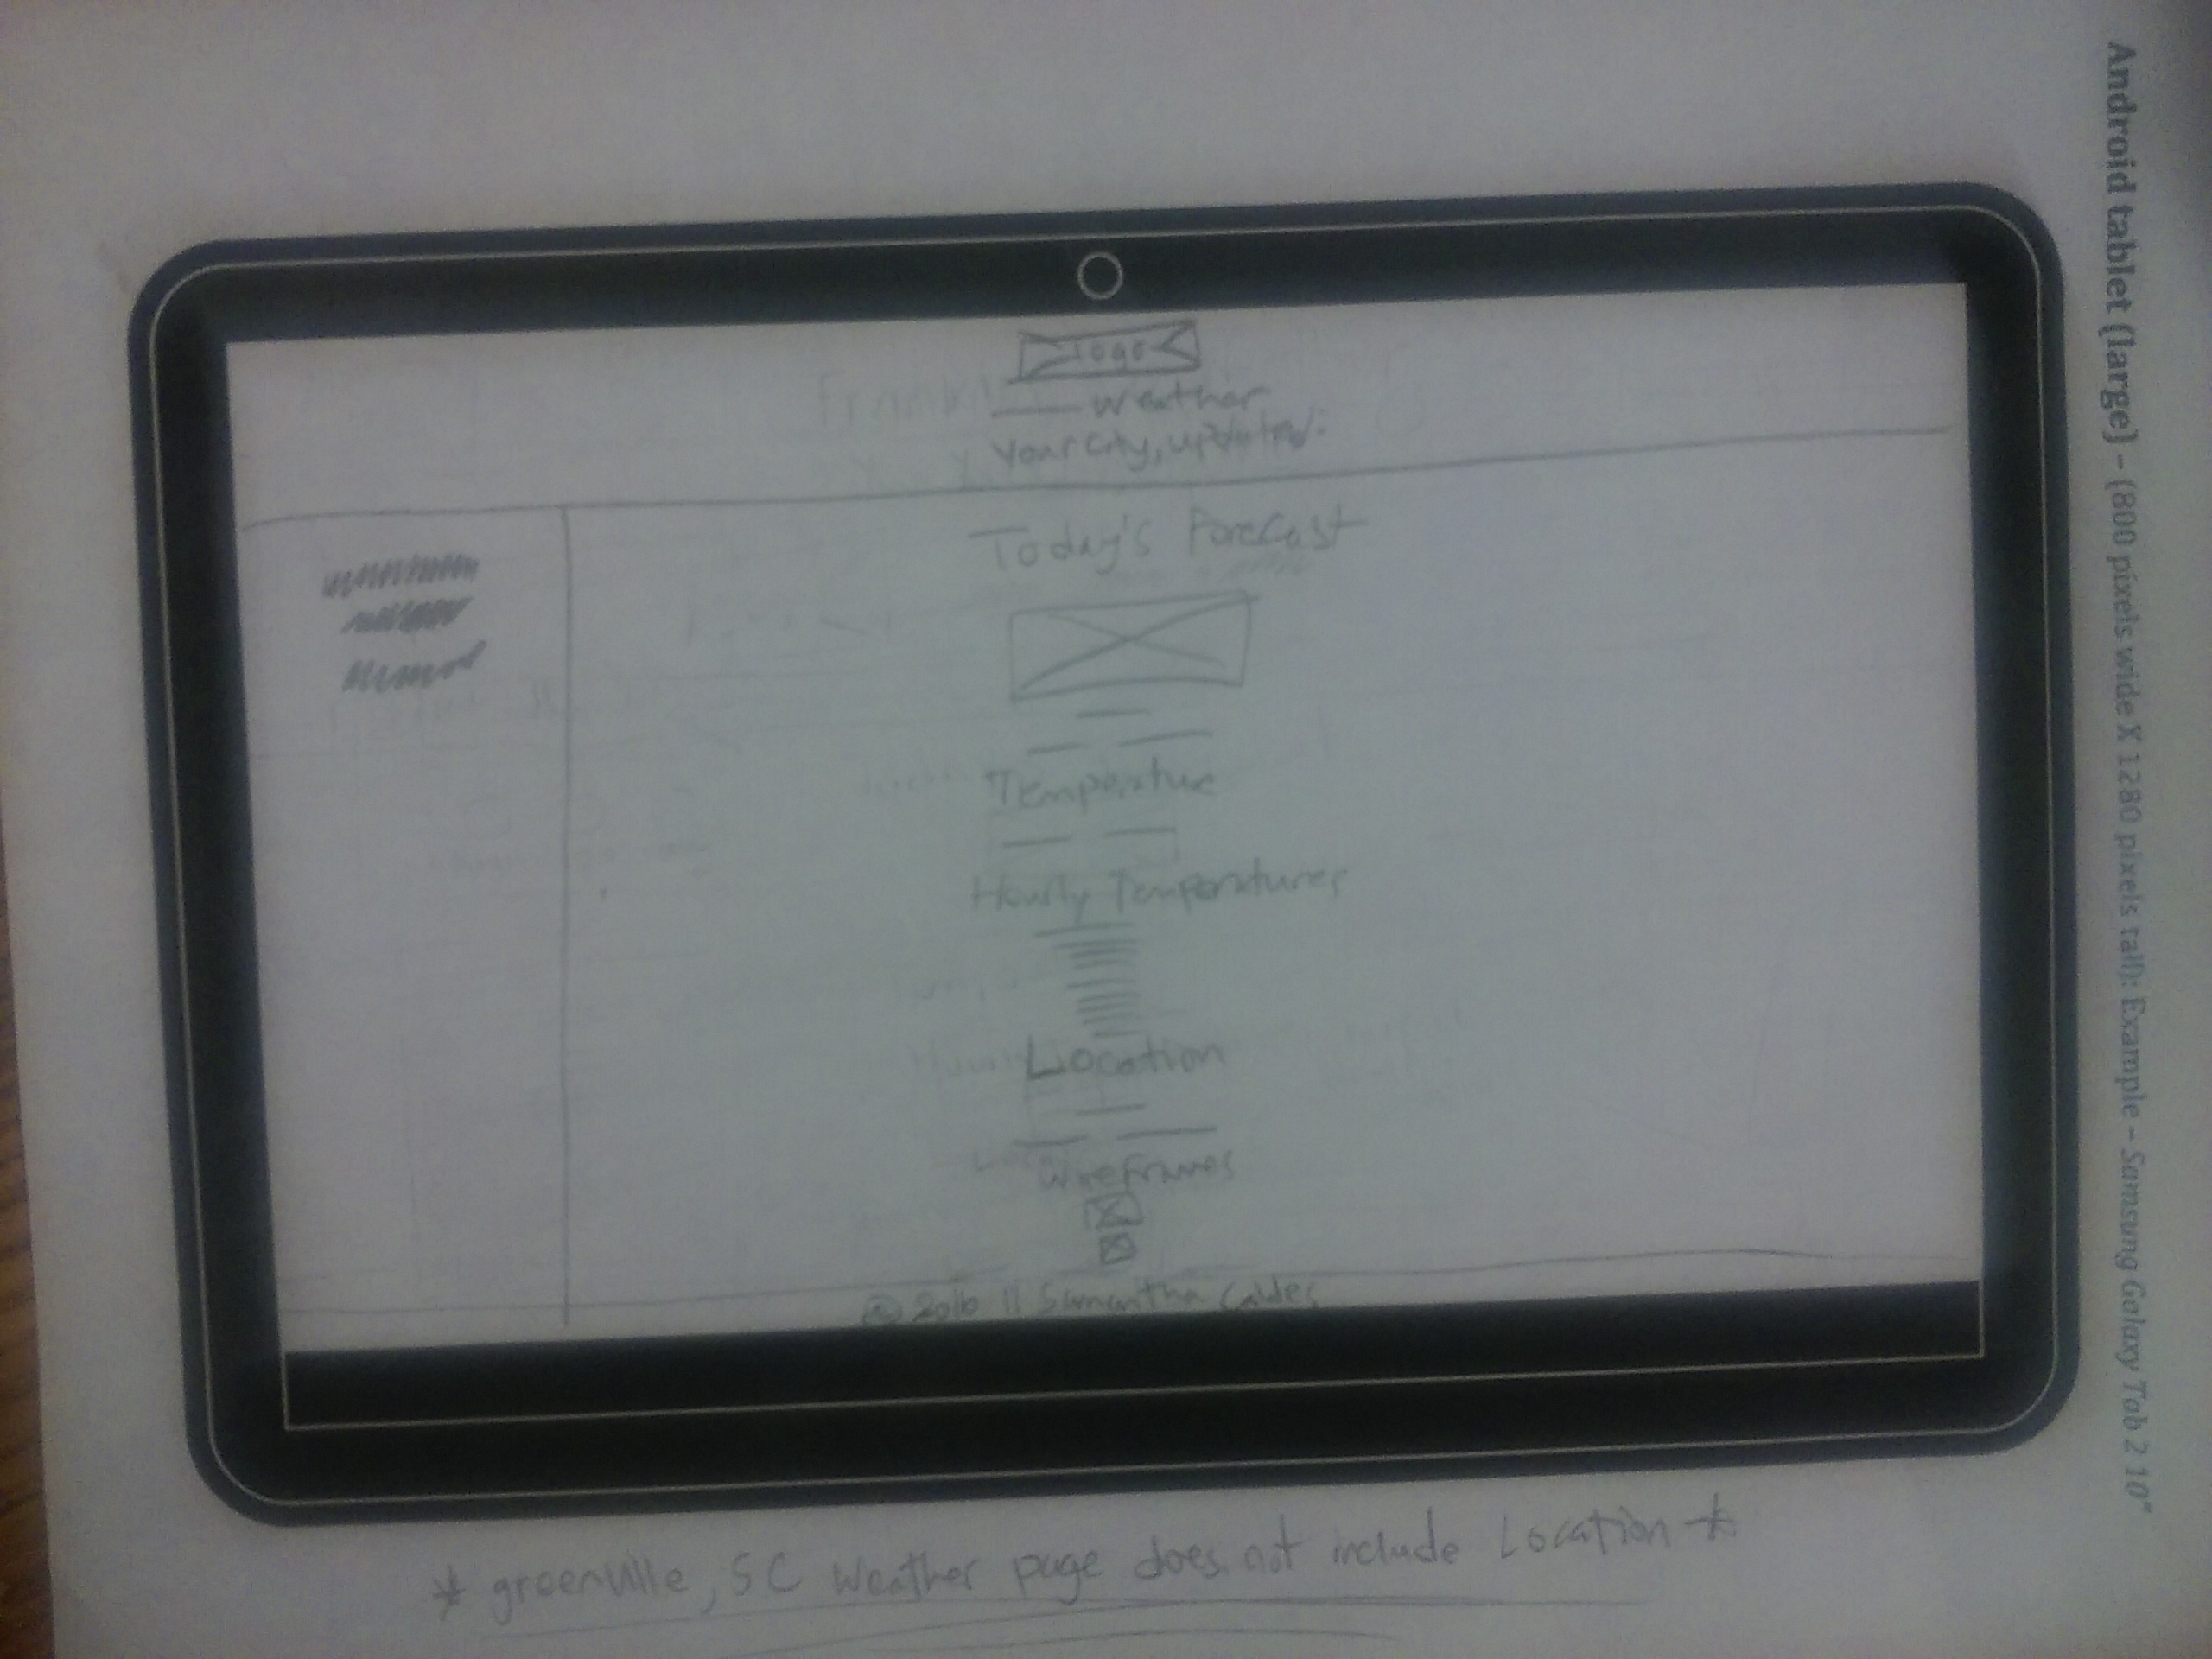 Android tablet (large) – (800 pixels wide X 1280 pixels tall): Example – Samsung Galaxy Tab 2 10"
Logo
Weather
Your City, updated.
Today's Forecast
Temperature
Hourly Temperatures
Location
Wireframes
© 2016 || Samantha
* greenville, SC Weather page does not include Location *